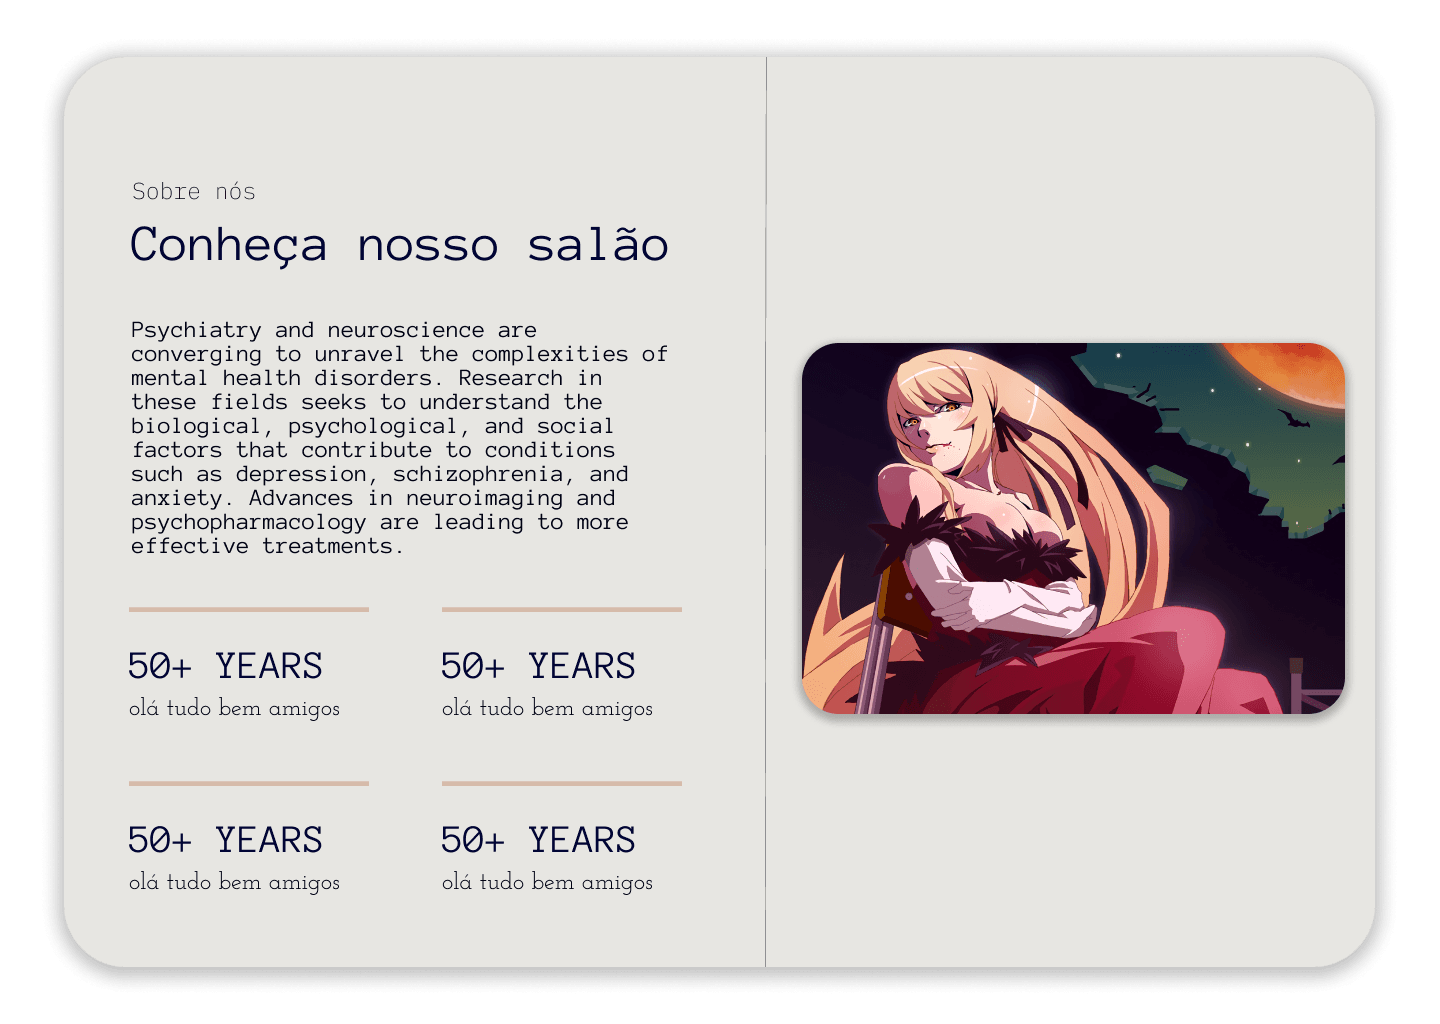 Sobre nós
Conheça nosso salão
Psychiatry and neuroscience are
converging to unravel the complexities of
mental health disorders. Research in
these fields seeks to understand the
biological, psychological, and social
factors that contribute to conditions
such as depression, schizophrenia, and
anxiety. Advances in neuroimaging and
psychopharmacology are leading to more
effective treatments.
50+ YEARS
olá tudo bem amigos
50+ YEARS
olá tudo bem amigos
50+ YEARS
olá tudo bem amigos
50+ YEARS
olá tudo bem amigos